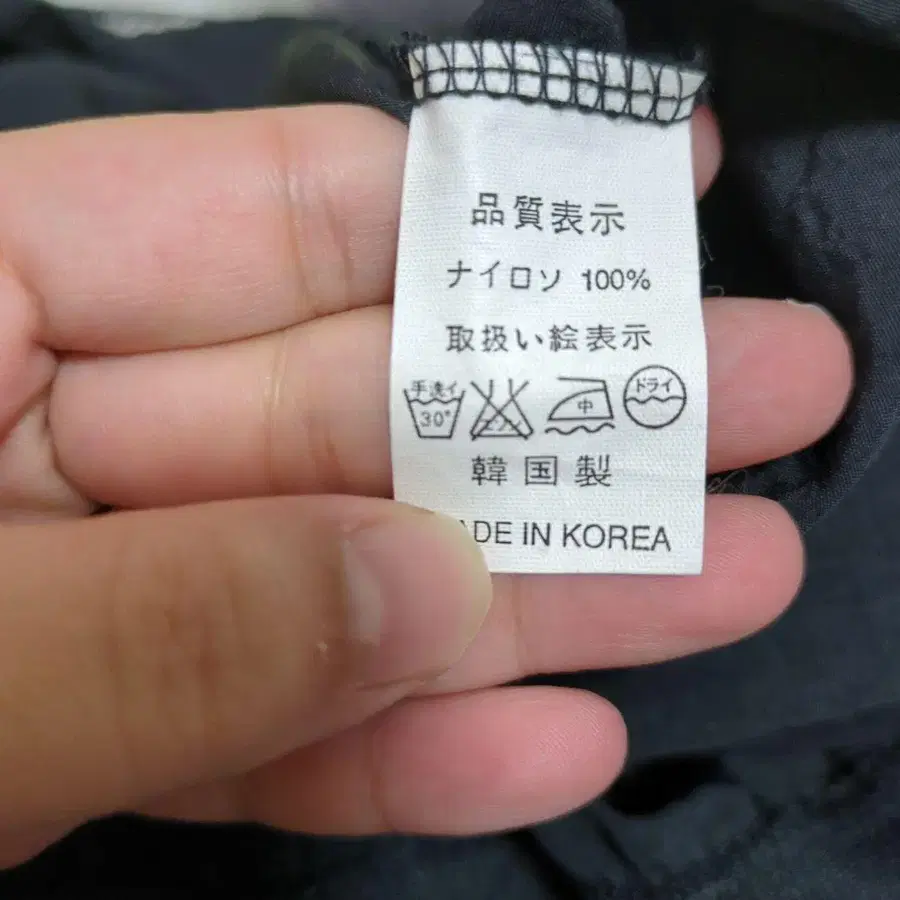 品質表示
ナイロソ 100%
取扱い絵表示
手洗イ 30° 中 ドライ
韓国製
MADE IN KOREA